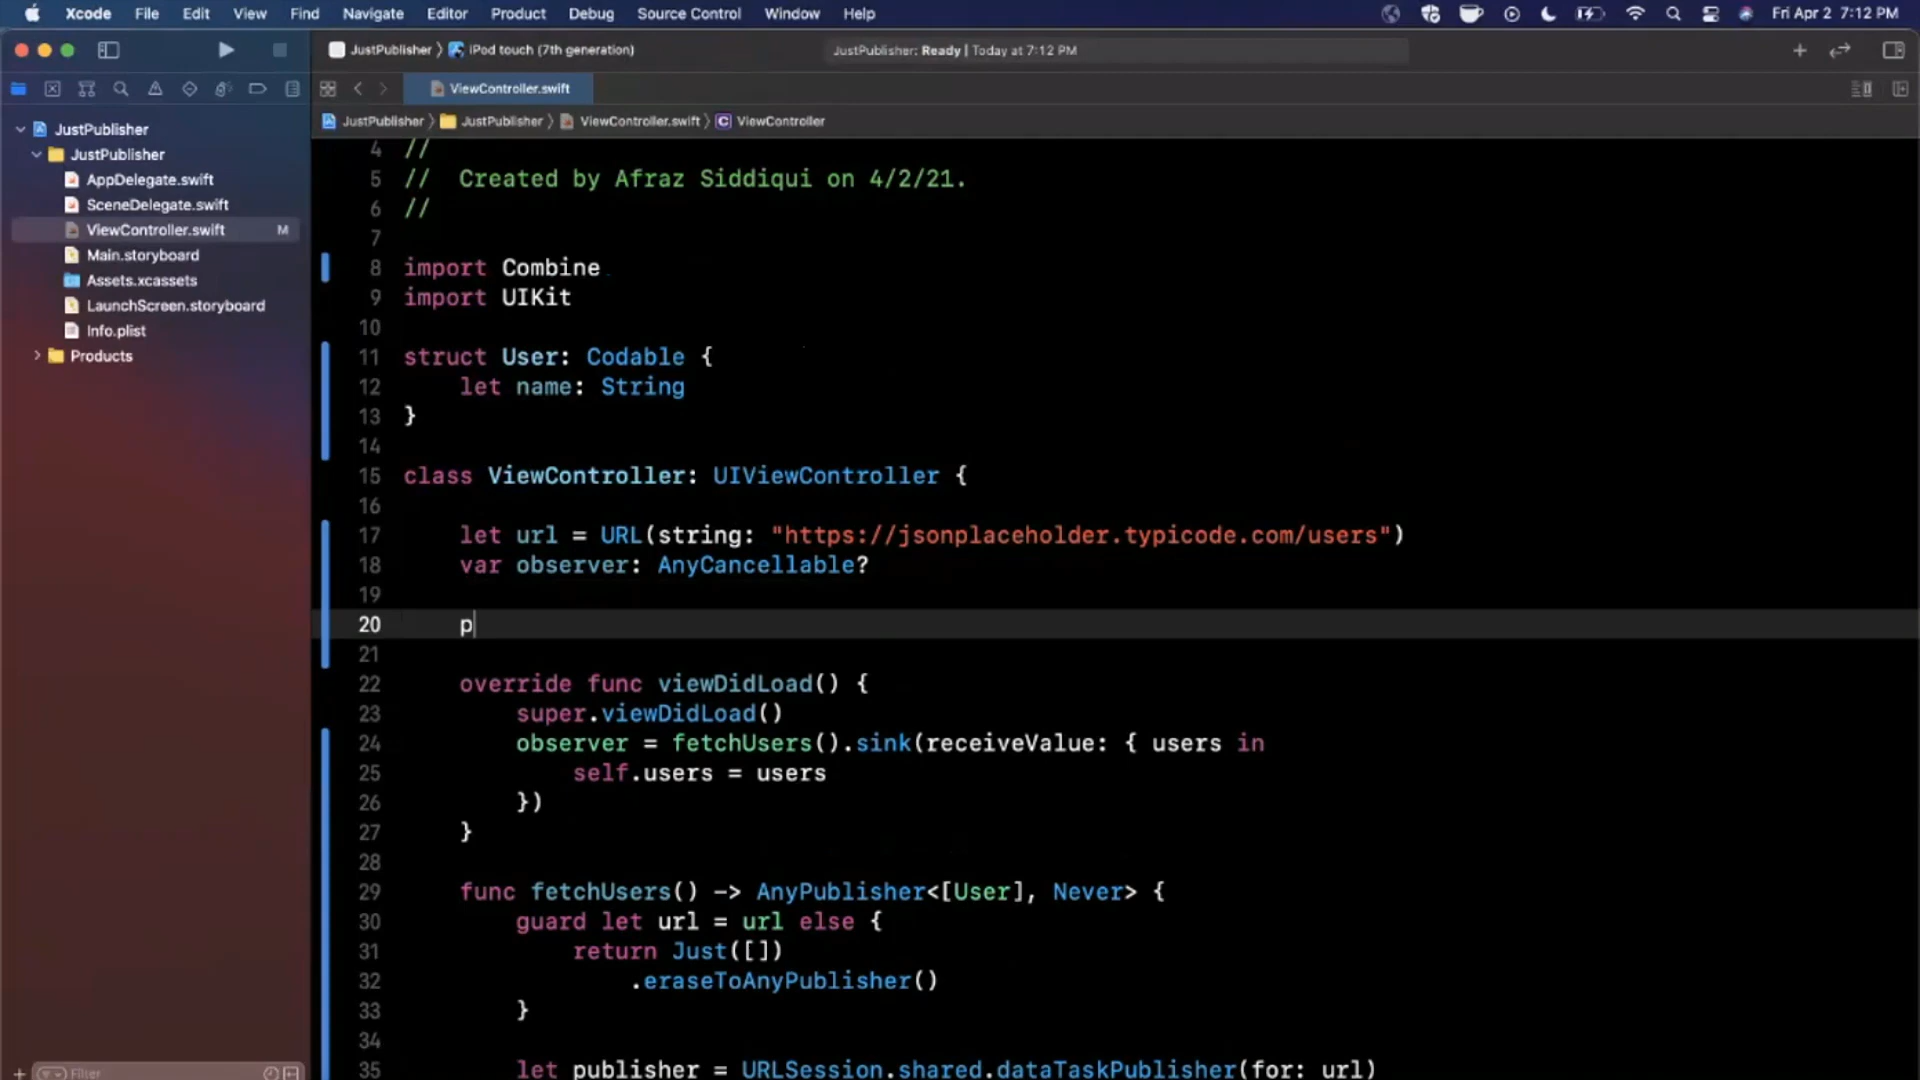 Xcode File Edit View Find Navigate Editor Product Debug Source Control Window Help Fri Apr 2 7:12 PM
JustPublisher 〉 iPod touch (7th generation) JustPublisher: Ready | Today at 7:12 PM
ViewController.swift
JustPublisher 〉 JustPublisher 〉 ViewController.swift 〉 C ViewController
JustPublisher
JustPublisher
AppDelegate.swift
SceneDelegate.swift
ViewController.swift M
Main.storyboard
Assets.xcassets
LaunchScreen.storyboard
Info.plist
Products
Filter
4 //
5 // Created by Afraz Siddiqui on 4/2/21.
6 //
7
8 import Combine
9 import UIKit
10
11 struct User: Codable {
12 let name: String
13 }
14
15 class ViewController: UIViewController {
16
17 let url = URL(string: "https://jsonplaceholder.typicode.com/users")
18 var observer: AnyCancellable?
19
20 p
21
22 override func viewDidLoad() {
23 super.viewDidLoad()
24 observer = fetchUsers().sink(receiveValue: { users in
25 self.users = users
26 })
27 }
28
29 func fetchUsers() -> AnyPublisher<[User], Never> {
30 guard let url = url else {
31 return Just([])
32 .eraseToAnyPublisher()
33 }
34
35 let publisher = URLSession.shared.dataTaskPublisher(for: url)